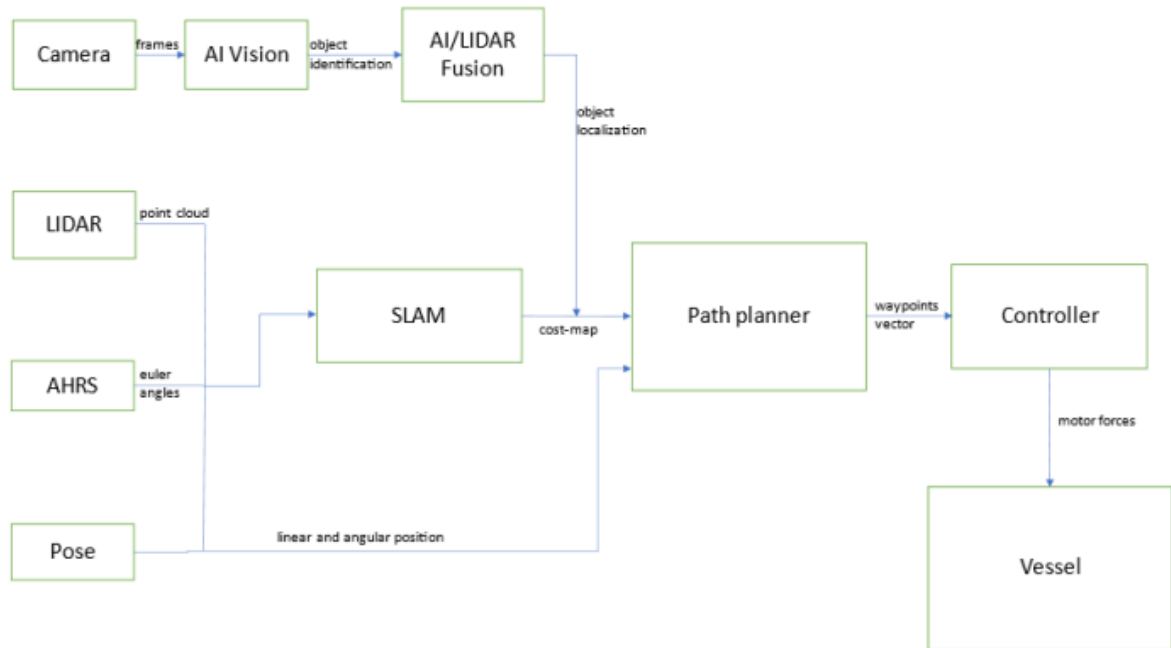 Camera
frames
AI Vision
object
identification
AI/LIDAR
Fusion
object
localization
LIDAR
point cloud
SLAM
cost-map
Path planner
waypoints
vector
Controller
AHRS
euler
angles
motor forces
Pose
linear and angular position
Vessel